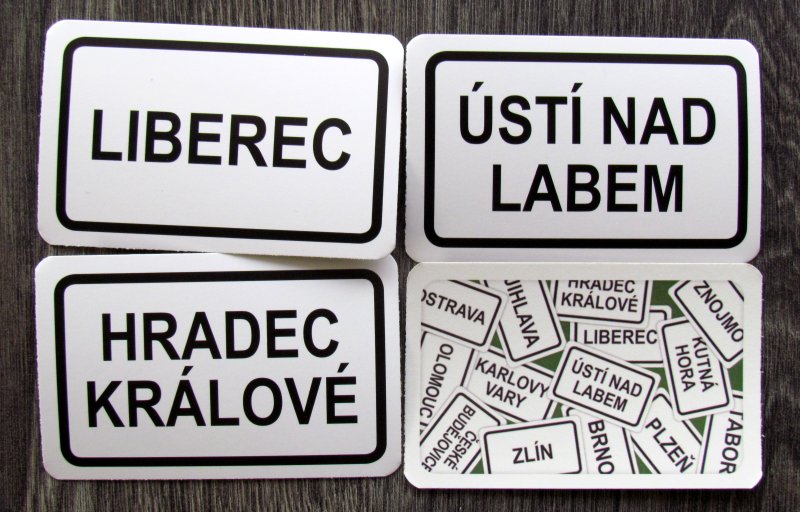 LIBEREC
ÚSTÍ NAD
LABEM
HRADEC
KRÁLOVÉ
OSTRAVA
JIHLAVA
HRADEC
KRÁLOVÉ
ZNOJMO
LIBEREC
KUTNÁ
HORA
OLOMOUC
KARLOVY
VARY
ÚSTÍ NAD
LABEM
ČESKÉ
BUDĚJOVICE
ZLÍN
BRNO
PLZEŇ
TÁBOR